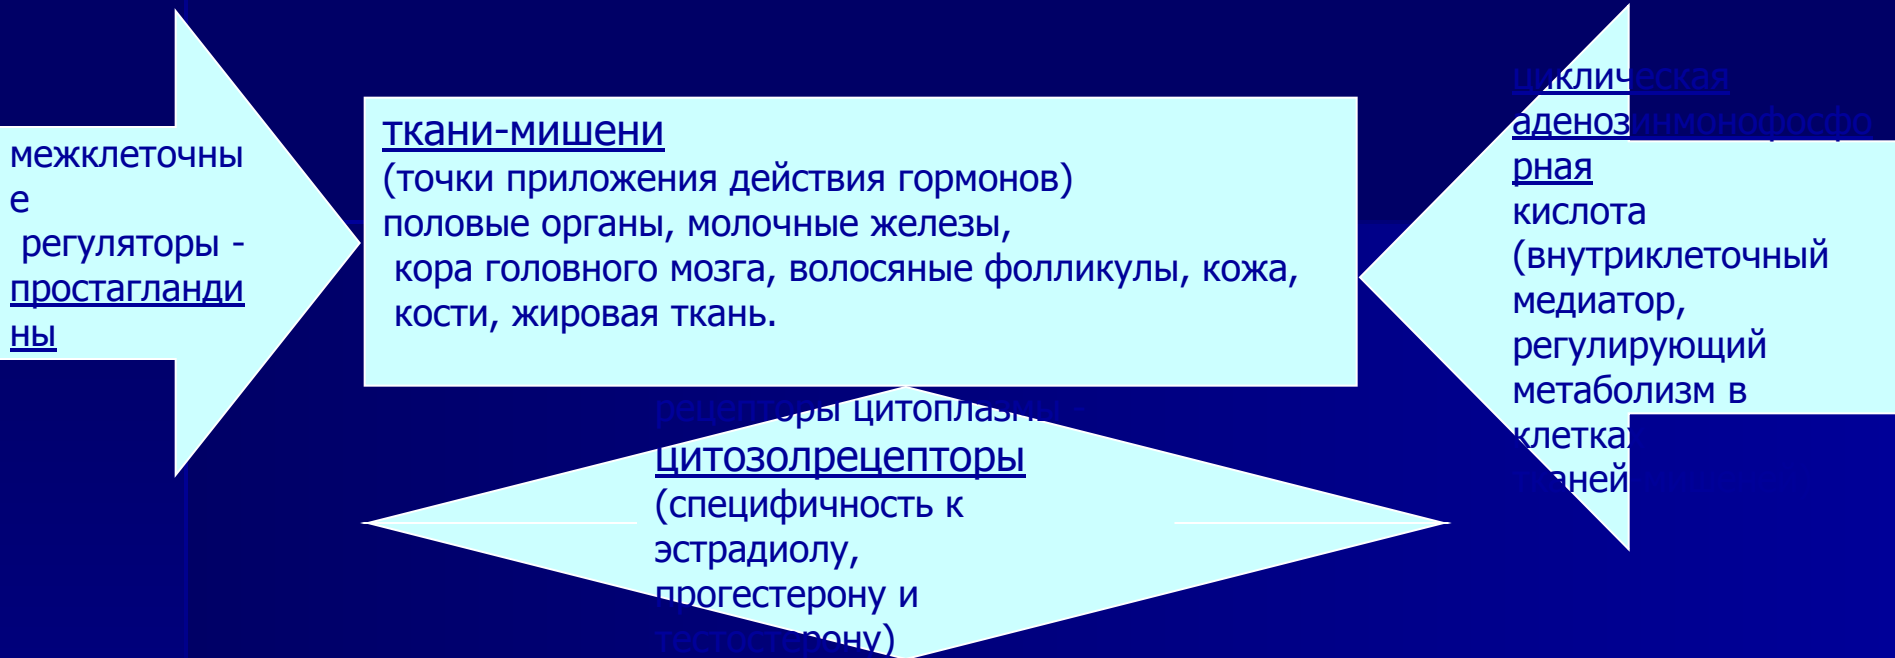 межклеточны
е
регуляторы -
простагланди
ны
ткани-мишени
(точки приложения действия гормонов)
половые органы, молочные железы,
кора головного мозга, волосяные фолликулы, кожа,
кости, жировая ткань.
циклическая
аденозинмонофосфо
рная
кислота
(внутриклеточный
медиатор,
регулирующий
метаболизм в
клетках
тканей
рецепторы цитоплазмы -
цитозолрецепторы
(специфичность к
эстрадиолу,
прогестерону и
тестостерону)